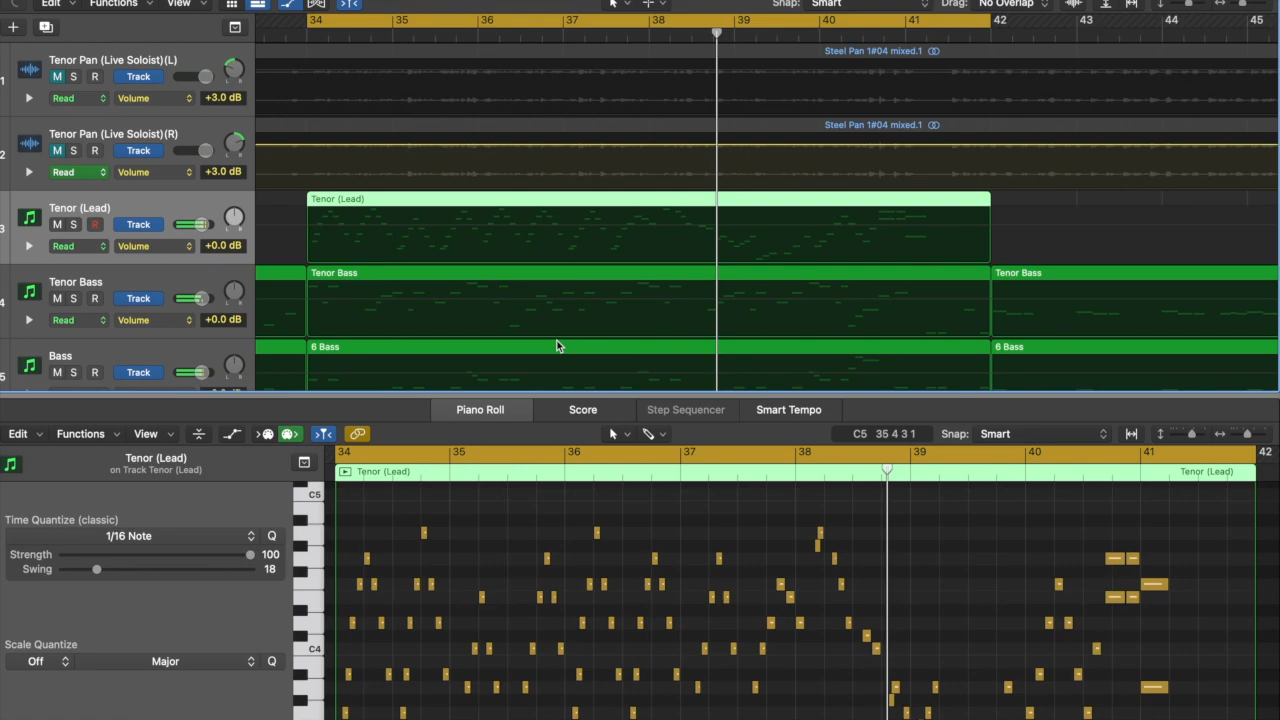 Edit Functions View Snap: Smart Drag: No Overlap
34 35 36 37 38 39 40 41 42 43 44 45
1 Tenor Pan (Live Soloist)(L)
M S R Track L R
Read Volume +3.0 dB
Steel Pan 1#04 mixed.1
2 Tenor Pan (Live Soloist)(R)
M S R Track L R
Read Volume +3.0 dB
Steel Pan 1#04 mixed.1
3 Tenor (Lead)
M S R Track L R
Read Volume +0.0 dB
Tenor (Lead)
4 Tenor Bass
M S R Track L R
Read Volume +0.0 dB
Tenor Bass Tenor Bass
5 Bass
M S R Track
6 Bass 6 Bass
Piano Roll Score Step Sequencer Smart Tempo
Edit Functions View C5 35 4 3 1 Snap: Smart
34 35 36 37 38 39 40 41 42
Tenor (Lead)
on Track Tenor (Lead)
Tenor (Lead) Tenor (Lead)
C5
Time Quantize (classic)
1/16 Note Q
Strength 100
Swing 18
Scale Quantize
Off Major Q
C4